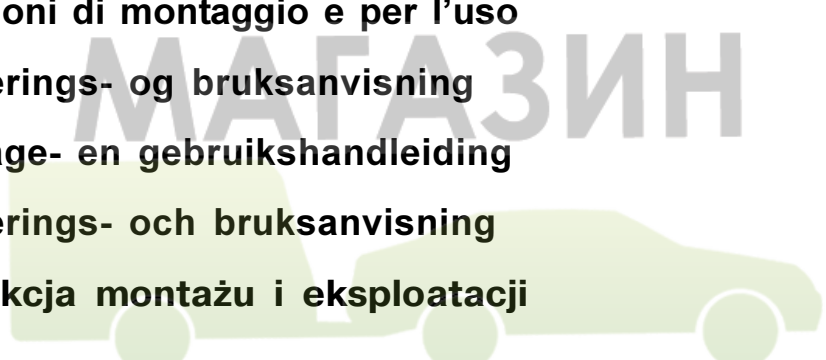 oni di montaggio e per l’uso
МАГАЗИН
erings- og bruksanvisning
age- en gebruikshandleiding
erings- och bruksanvisning
kcja montażu i eksploatacji